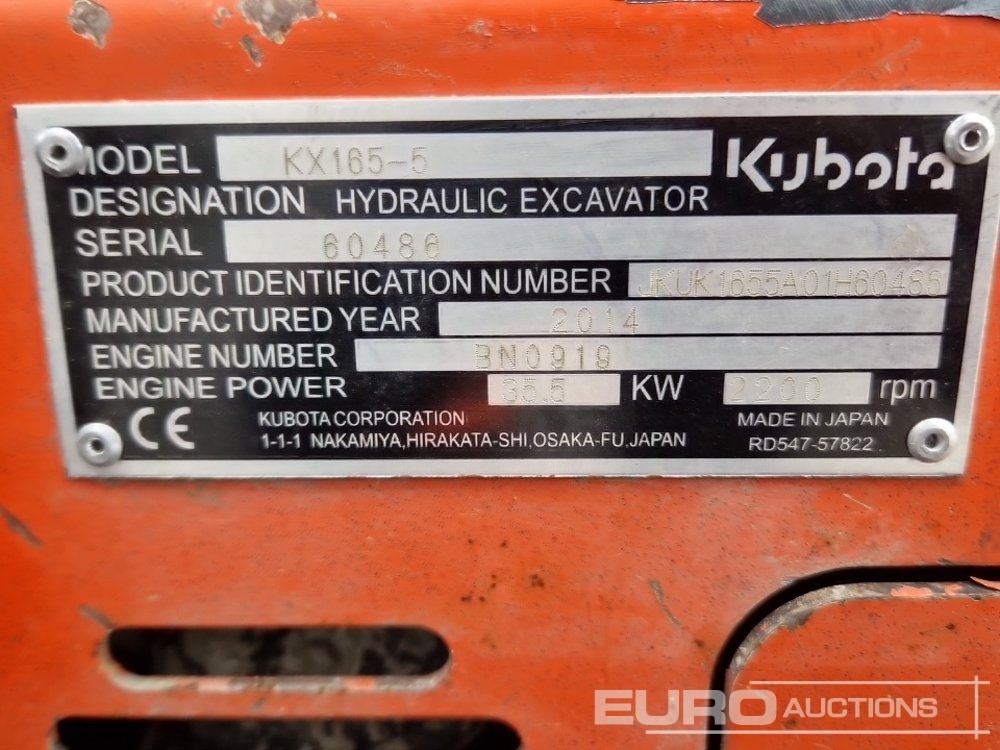 MODEL KX165-5 Kubota
DESIGNATION HYDRAULIC EXCAVATOR
SERIAL 60486
PRODUCT IDENTIFICATION NUMBER JKUK1655A01H60486
MANUFACTURED YEAR 2014
ENGINE NUMBER BN0919
ENGINE POWER 35.5 KW 2200 rpm
CE KUBOTA CORPORATION MADE IN JAPAN
1-1-1 NAKAMIYA,HIRAKATA-SHI,OSAKA-FU,JAPAN RD547-57822
EURO AUCTIONS